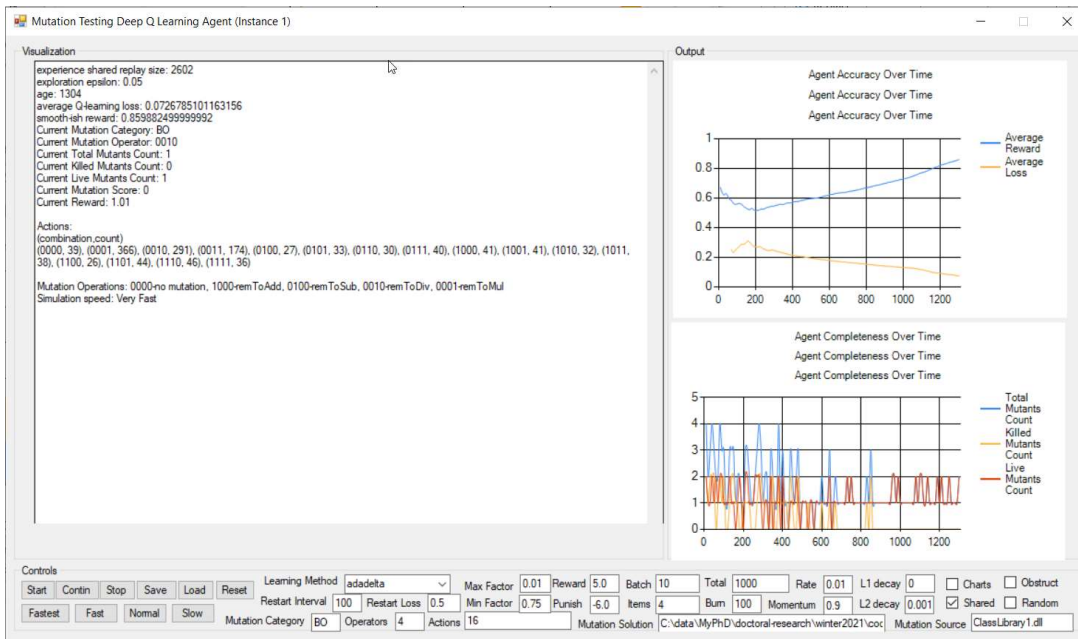 Mutation Testing Deep Q Learning Agent (Instance 1)
Visualization
experience shared replay size: 2602
exploration epsilon: 0.05
age: 1304
average Q-learning loss: 0.0726785101163156
smooth-ish reward: 0.859882499999992
Current Mutation Category: BO
Current Mutation Operator: 0010
Current Total Mutants Count: 1
Current Killed Mutants Count: 0
Current Live Mutants Count: 1
Current Mutation Score: 0
Current Reward: 1.01
Actions:
(combination,count)
(0000, 39), (0001, 366), (0010, 291), (0011, 174), (0100, 27), (0101, 33), (0110, 30), (0111, 40), (1000, 41), (1001, 41), (1010, 32), (1011,
38), (1100, 26), (1101, 44), (1110, 46), (1111, 36)
Mutation Operations: 0000-no mutation, 1000-remToAdd, 0100-remToSub, 0010-remToDiv, 0001-remToMul
Simulation speed: Very Fast
Output
Agent Accuracy Over Time
Agent Accuracy Over Time
Agent Accuracy Over Time
1
0.8
0.6
0.4
0.2
0
0 200 400 600 800 1000 1200
Average
Reward
Average
Loss
Agent Completeness Over Time
Agent Completeness Over Time
Agent Completeness Over Time
5
4
3
2
1
0
0 200 400 600 800 1000 1200
Total
Mutants
Count
Killed
Mutants
Count
Live
Mutants
Count
Controls
Start Contin Stop Save Load Reset Learning Method adadelta Max Factor 0.01 Reward 5.0 Batch 10 Total 1000 Rate 0.01 L1 decay 0 Charts Obstruct
Fastest Fast Normal Slow Restart Interval 100 Restart Loss 0.5 Min Factor 0.75 Punish -6.0 Items 4 Burn 100 Momentum 0.9 L2 decay 0.001 Shared Random
Mutation Category BO Operators 4 Actions 16 Mutation Solution C:\data\MyPhD\doctoral-research\winter2021\coc Mutation Source ClassLibrary1.dll